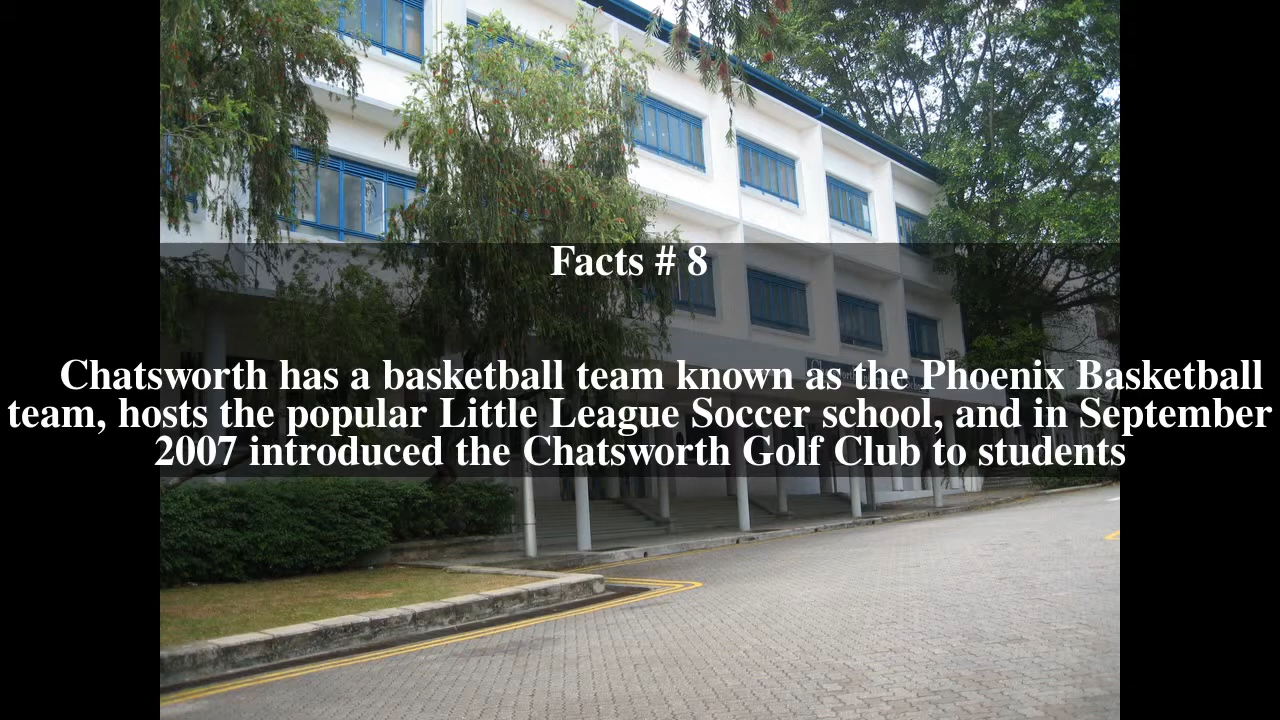 Facts # 8
Chatsworth has a basketball team known as the Phoenix Basketball
team, hosts the popular Little League Soccer school, and in September
2007 introduced the Chatsworth Golf Club to students